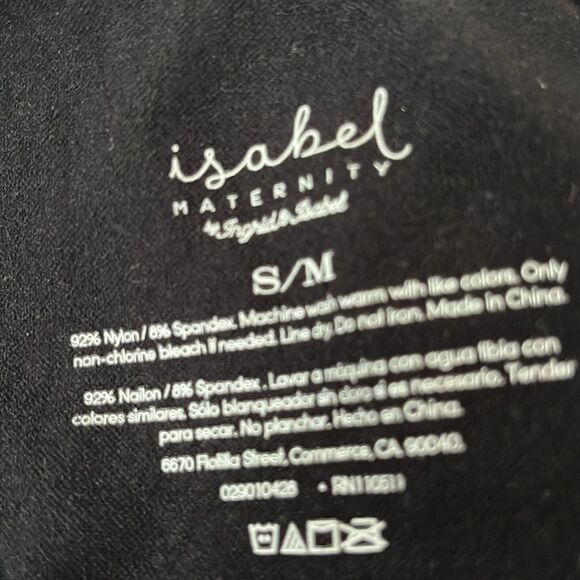 isabel
MATERNITY
by Ingrid & Isabel
S/M
92% Nylon / 8% Spandex. Machine wash warm with like colors. Only
non-chlorine bleach if needed. Line dry. Do not iron. Made in China.
92% Nailon / 8% Spandex. Lavar a máquina con agua tibia con
colores similares. Sólo blanqueador sin cloro si es necesario. Tender
para secar. No planchar. Hecho en China.
6670 Flotilla Street, Commerce, CA 90040.
029010428 • RN110511